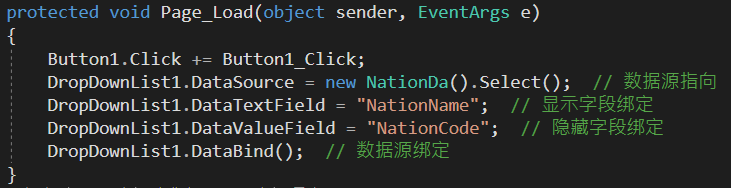 protected void Page_Load(object sender, EventArgs e)
{
Button1.Click += Button1_Click;
DropDownList1.DataSource = new NationDa().Select();  // 数据源指向
DropDownList1.DataTextField = "NationName";  // 显示字段绑定
DropDownList1.DataValueField = "NationCode";  // 隐藏字段绑定
DropDownList1.DataBind();  // 数据源绑定
}